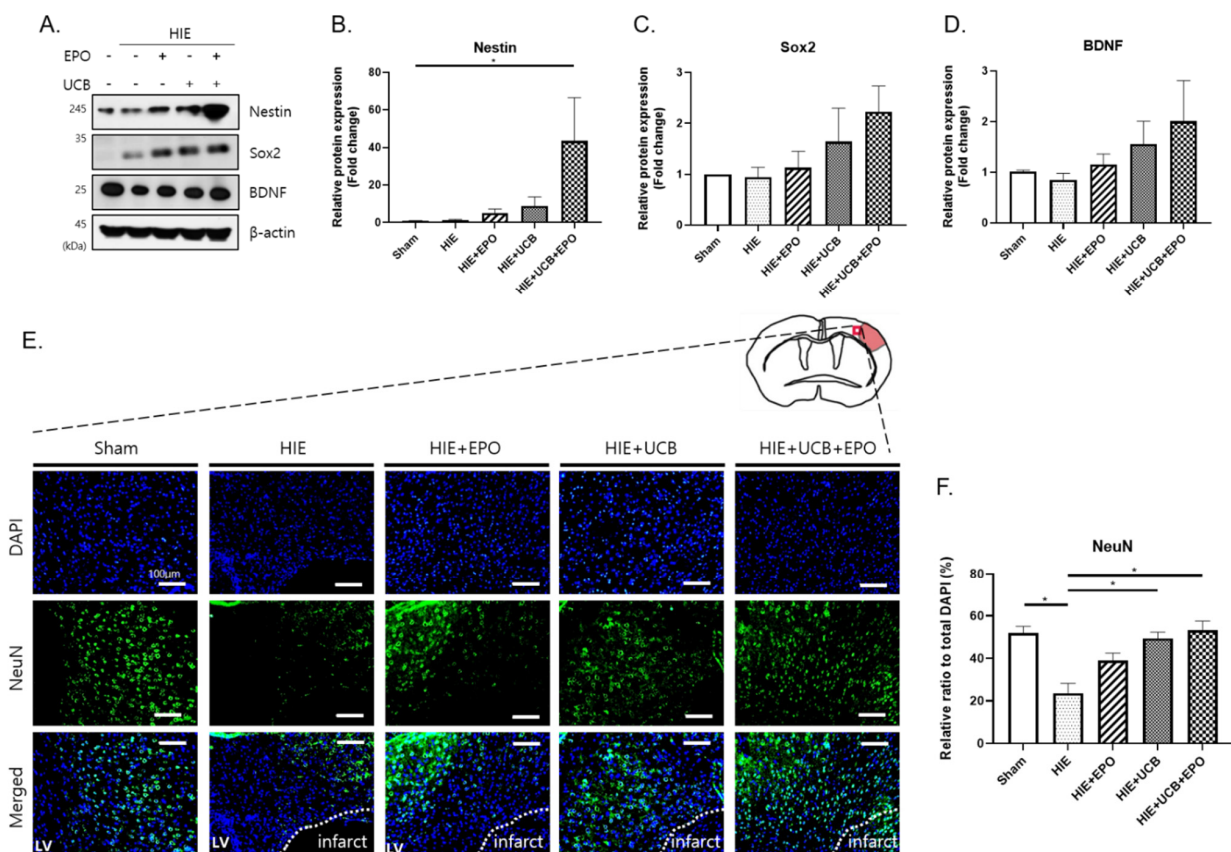 A.
HIE
EPO - - + - +
UCB - - - + +
245 Nestin
35 Sox2
25 BDNF
45 β-actin
(kDa)
B.
Nestin
*
Relative protein expression
(Fold change)
80
60
40
20
0
Sham
HIE
HIE+EPO
HIE+UCB
HIE+UCB+EPO
C.
Sox2
Relative protein expression
(Fold change)
3
2
1
0
Sham
HIE
HIE+EPO
HIE+UCB
HIE+UCB+EPO
D.
BDNF
Relative protein expression
(Fold change)
3
2
1
0
Sham
HIE
HIE+EPO
HIE+UCB
HIE+UCB+EPO
E.
Sham HIE HIE+EPO HIE+UCB HIE+UCB+EPO
DAPI
100μm
NeuN
Merged
LV infarct LV infarct infarct infarct
F.
NeuN
Relative ratio to total DAPI (%)
80
60
40
20
0
*
*
*
Sham
HIE
HIE+EPO
HIE+UCB
HIE+UCB+EPO